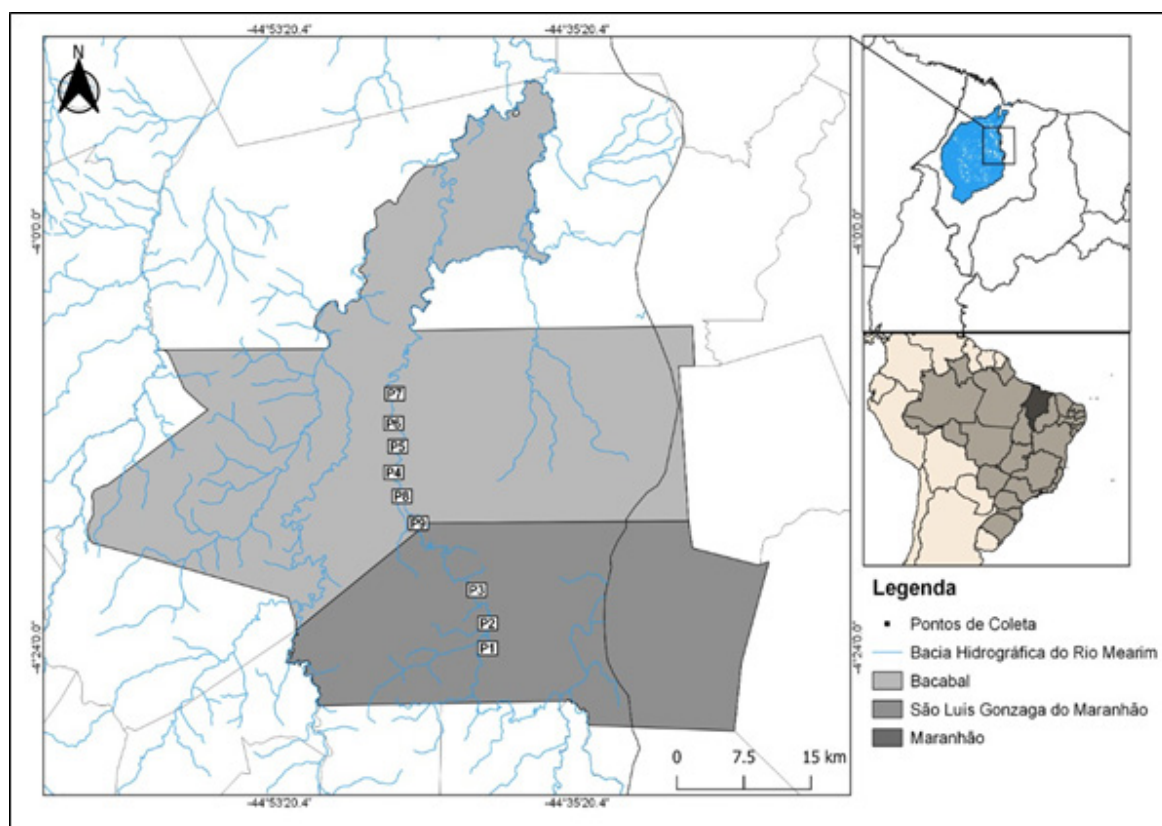 -44°53'20.4"
-44°35'20.4"
N
-4°0'0.0"
-4°0'0.0"
P7
P6
P5
P4
P8
P9
P3
P2
P1
-4°24'0.0"
-4°24'0.0"
0 7.5 15 km
-44°53'20.4"
-44°35'20.4"
Legenda
Pontos de Coleta
Bacia Hidrográfica do Rio Mearim
Bacabal
São Luis Gonzaga do Maranhão
Maranhão